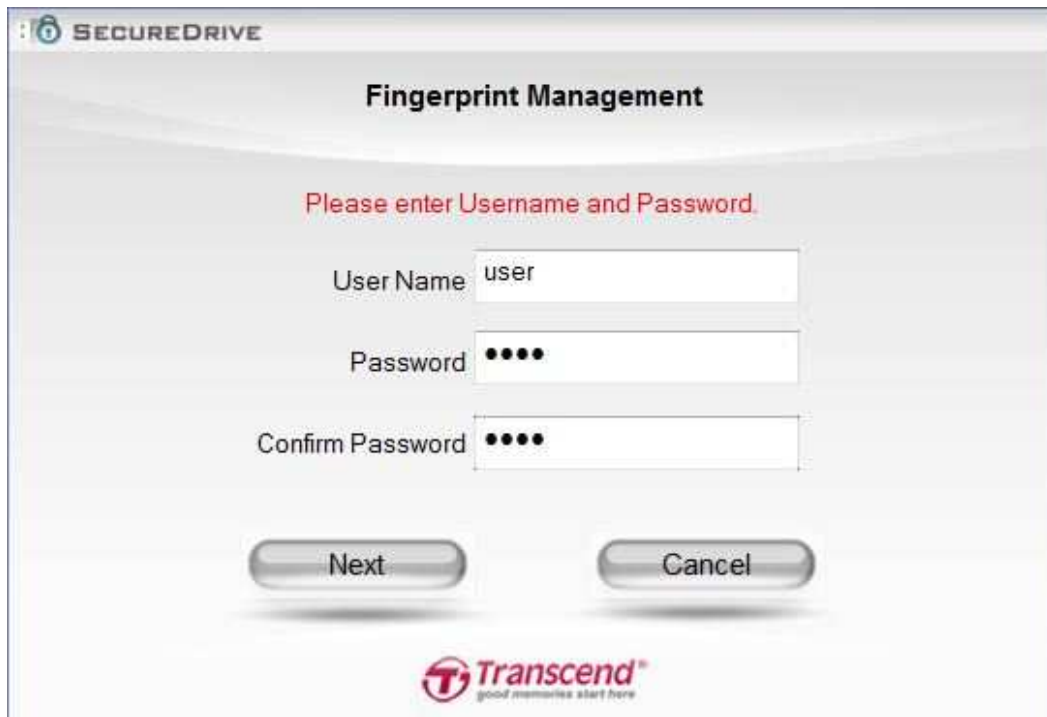 SECUREDRIVE
Fingerprint Management
Please enter Username and Password.
User Name user
Password ••••
Confirm Password ••••
Next Cancel
Transcend®
good memories start here